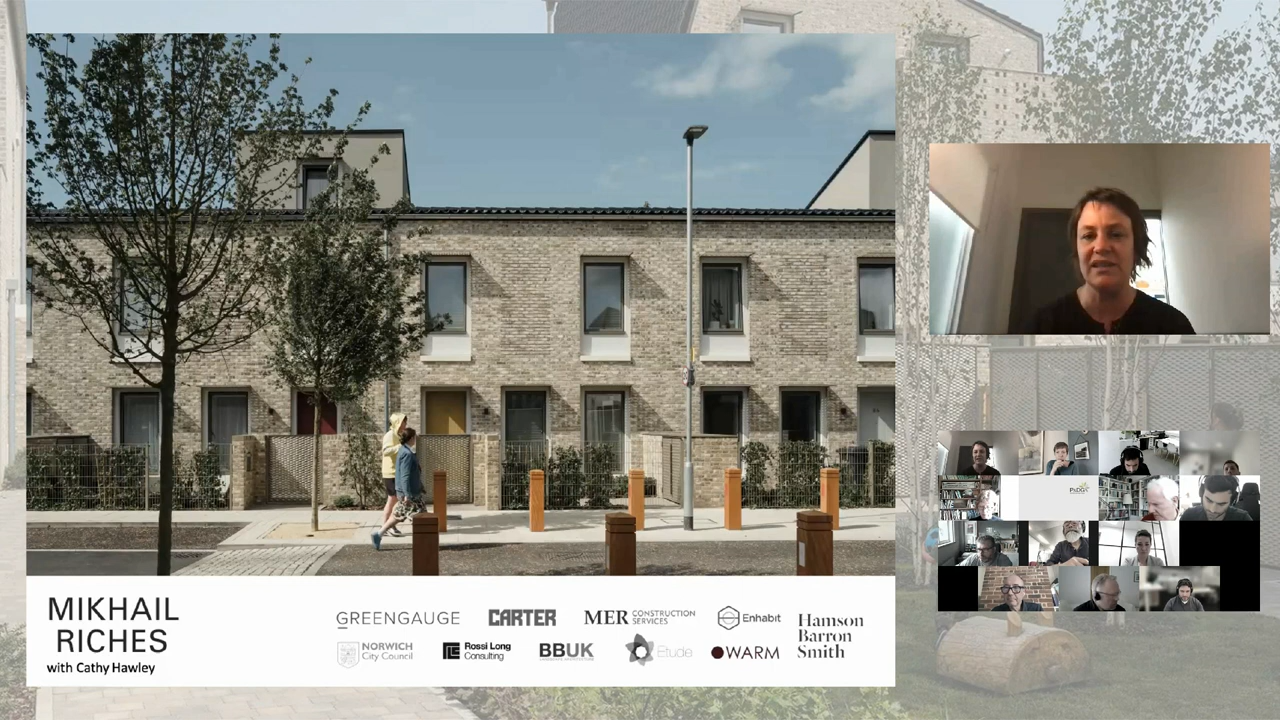 MIKHAIL
RICHES
with Cathy Hawley
GREENGAUGE
CARTER
MER CONSTRUCTION
SERVICES
Enhabit
Hamson
Barron
Smith
NORWICH
City Council
Rossi Long
Consulting
BBUK
Etude
WARM